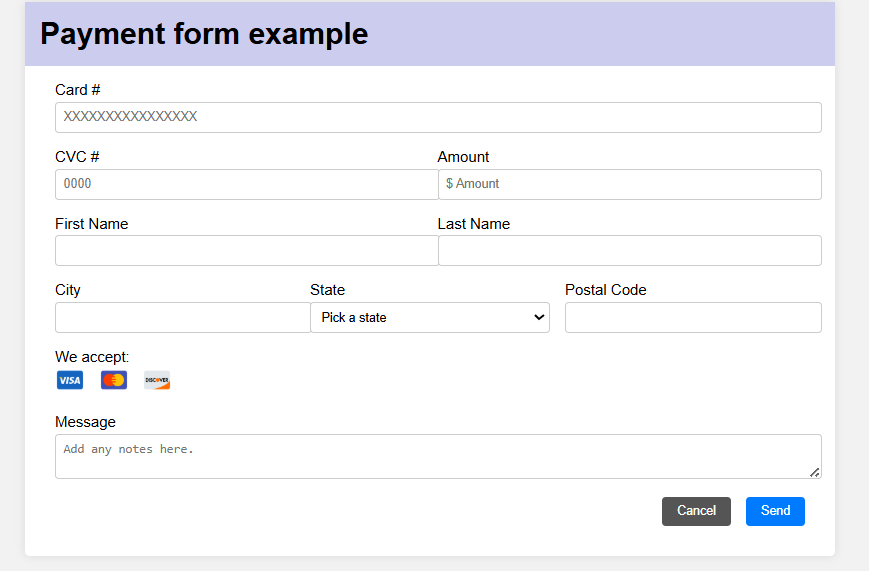 Payment form example
Card #
XXXXXXXXXXXXXXXX
CVC # Amount
0000 $ Amount
First Name Last Name
City State Postal Code
Pick a state
We accept:
VISA DISCOVER
Message
Add any notes here.
Cancel Send